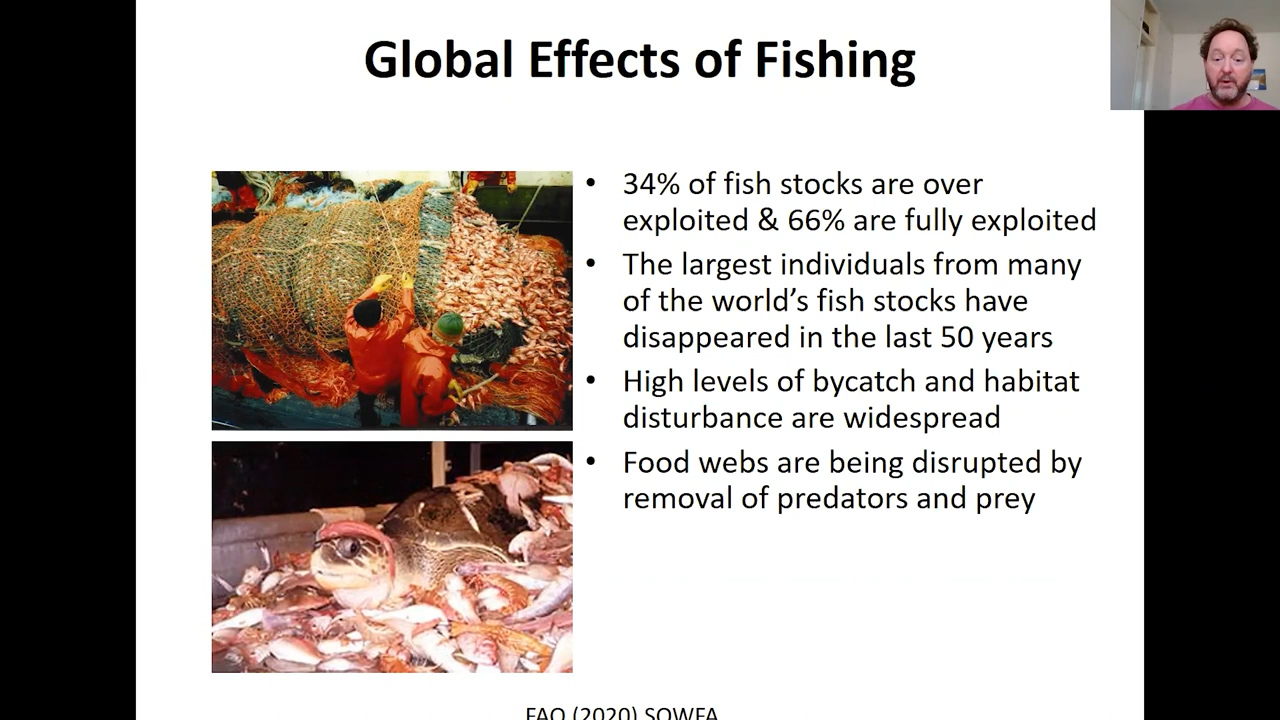 Global Effects of Fishing
• 34% of fish stocks are over
exploited & 66% are fully exploited
• The largest individuals from many
of the world's fish stocks have
disappeared in the last 50 years
• High levels of bycatch and habitat
disturbance are widespread
• Food webs are being disrupted by
removal of predators and prey
FAO (2020) SOWFA